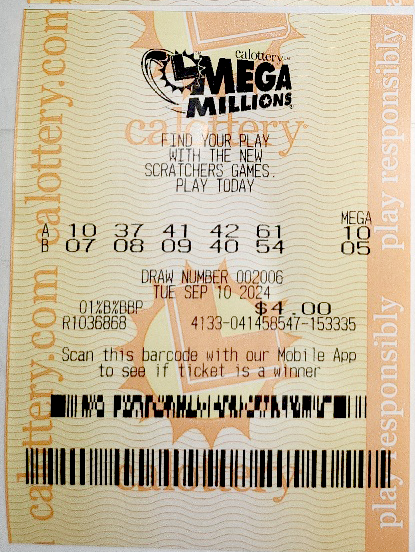 calottery
MEGA
MILLIONS
calottery
FIND YOUR PLAY
WITH THE NEW
SCRATCHERS GAMES.
PLAY TODAY
MEGA
A 10 37 41 42 61 10
B 07 08 09 40 54 05
DRAW NUMBER 002006
TUE SEP 10 2024
01%B%BBP $4.00
R1036868 4133-041458547-153335
Scan this barcode with our Mobile App
to see if ticket is a winner
calottery
calottery.com calottery.com
play responsibly play responsibly